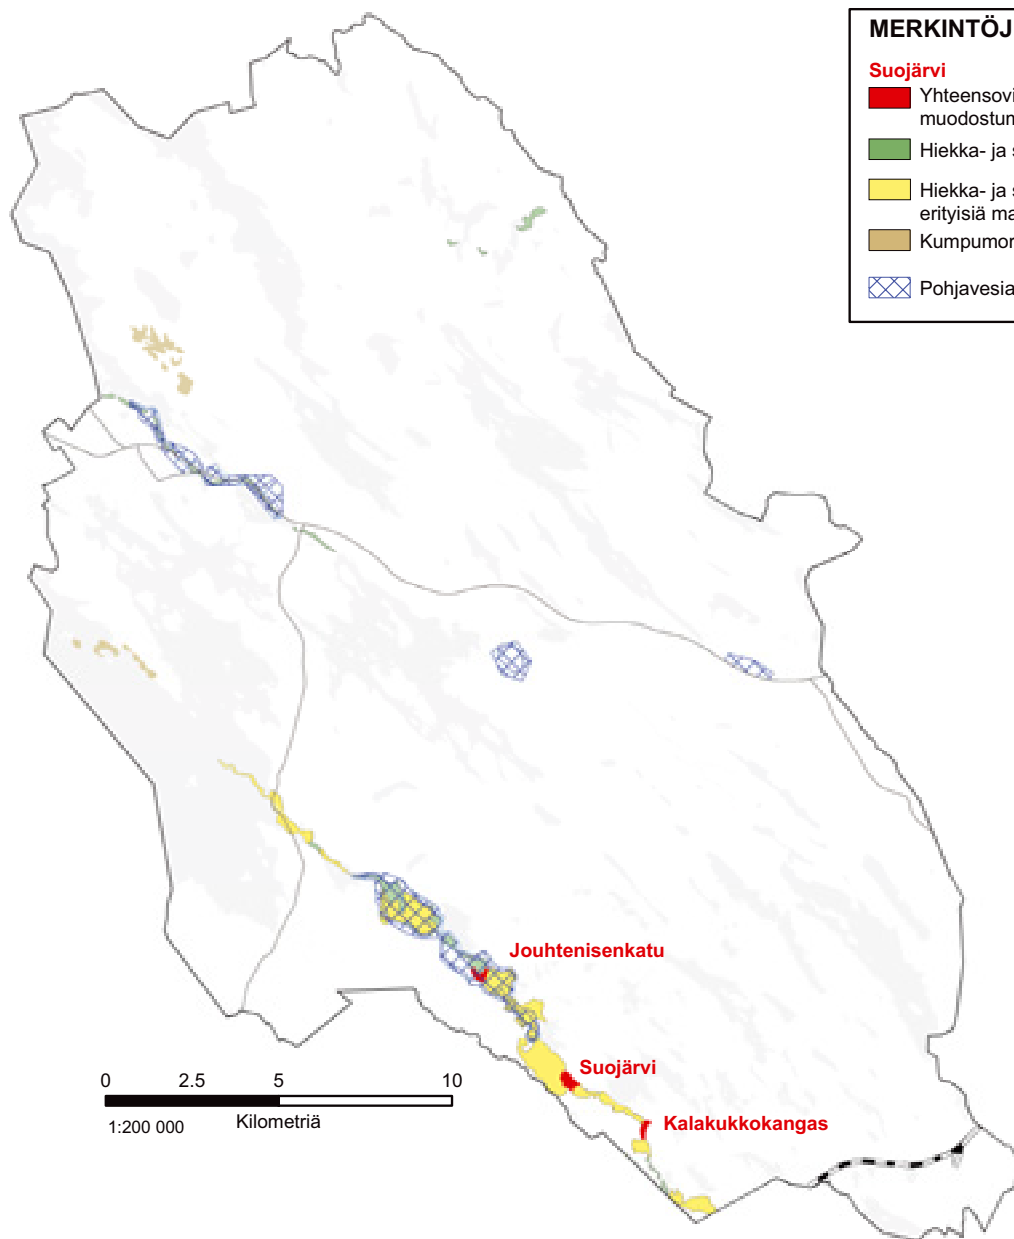 MERKINTÖJ
Suojärvi
Yhteensovi
muodostum
Hiekka- ja s
Hiekka- ja s
erityisiä ma
Kumpumor
Pohjavesia
Jouhtenisenkatu
Suojärvi
Kalakukkokangas
0 2.5 5 10
1:200 000 Kilometriä